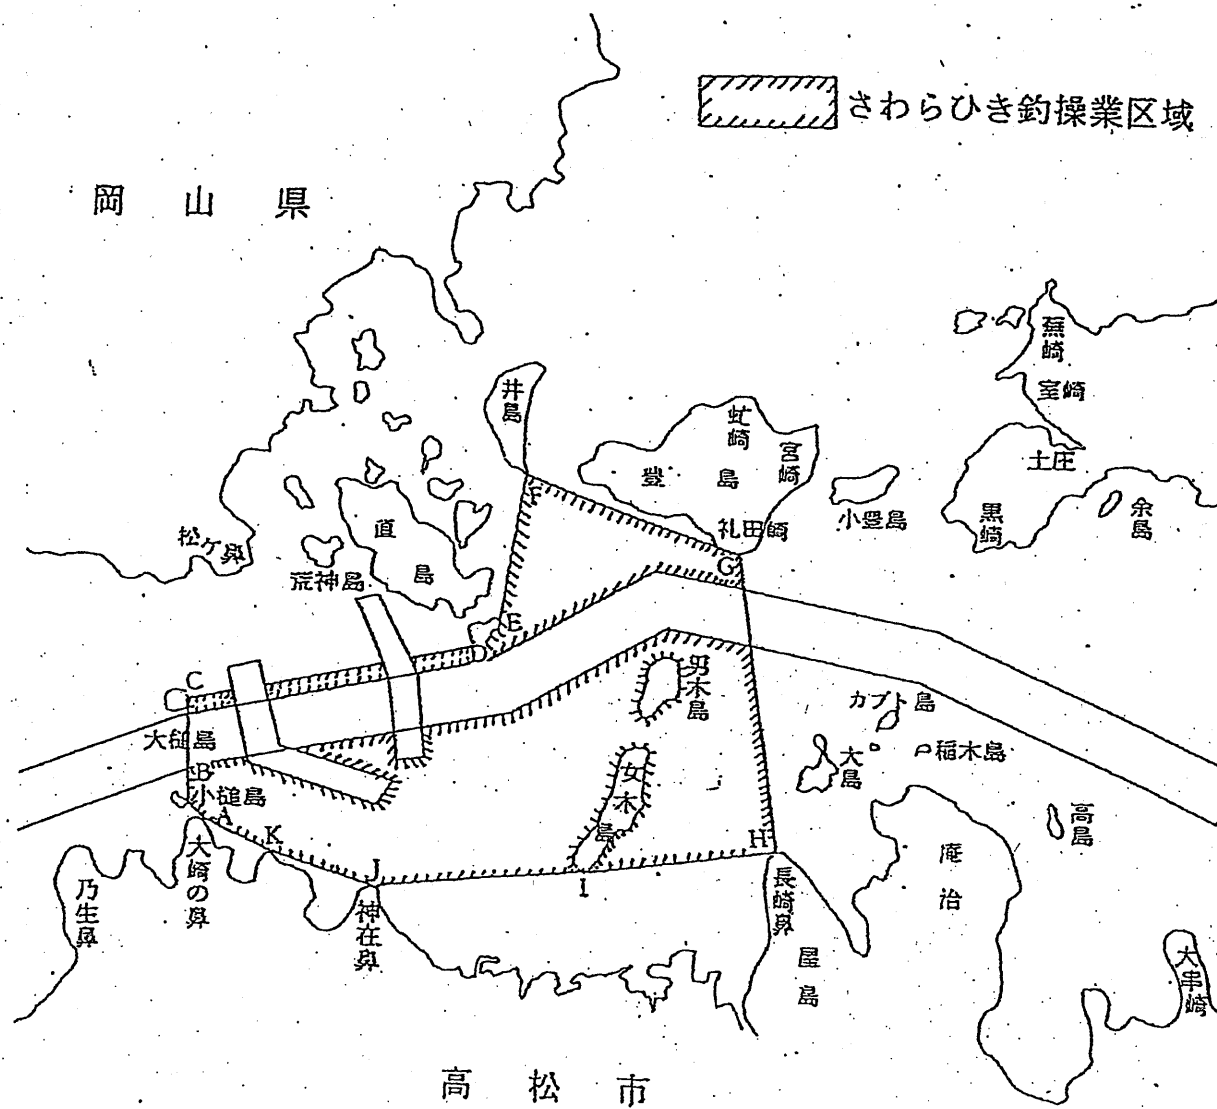 さわらひき釣操業区域
岡山県
蕪崎
室崎
土庄
井島
虻崎
宮崎
豊島
礼田崎
小豊島
黒崎
余島
松ケ鼻
直島
荒神島
F
G
E
D
C
男木島
カブト島
大槌島
大島
稲木島
B
小槌島
女木島
高島
A
K
H
庵治
大崎の鼻
J
I
長崎鼻
乃生鼻
神在鼻
屋島
大串崎
高松市